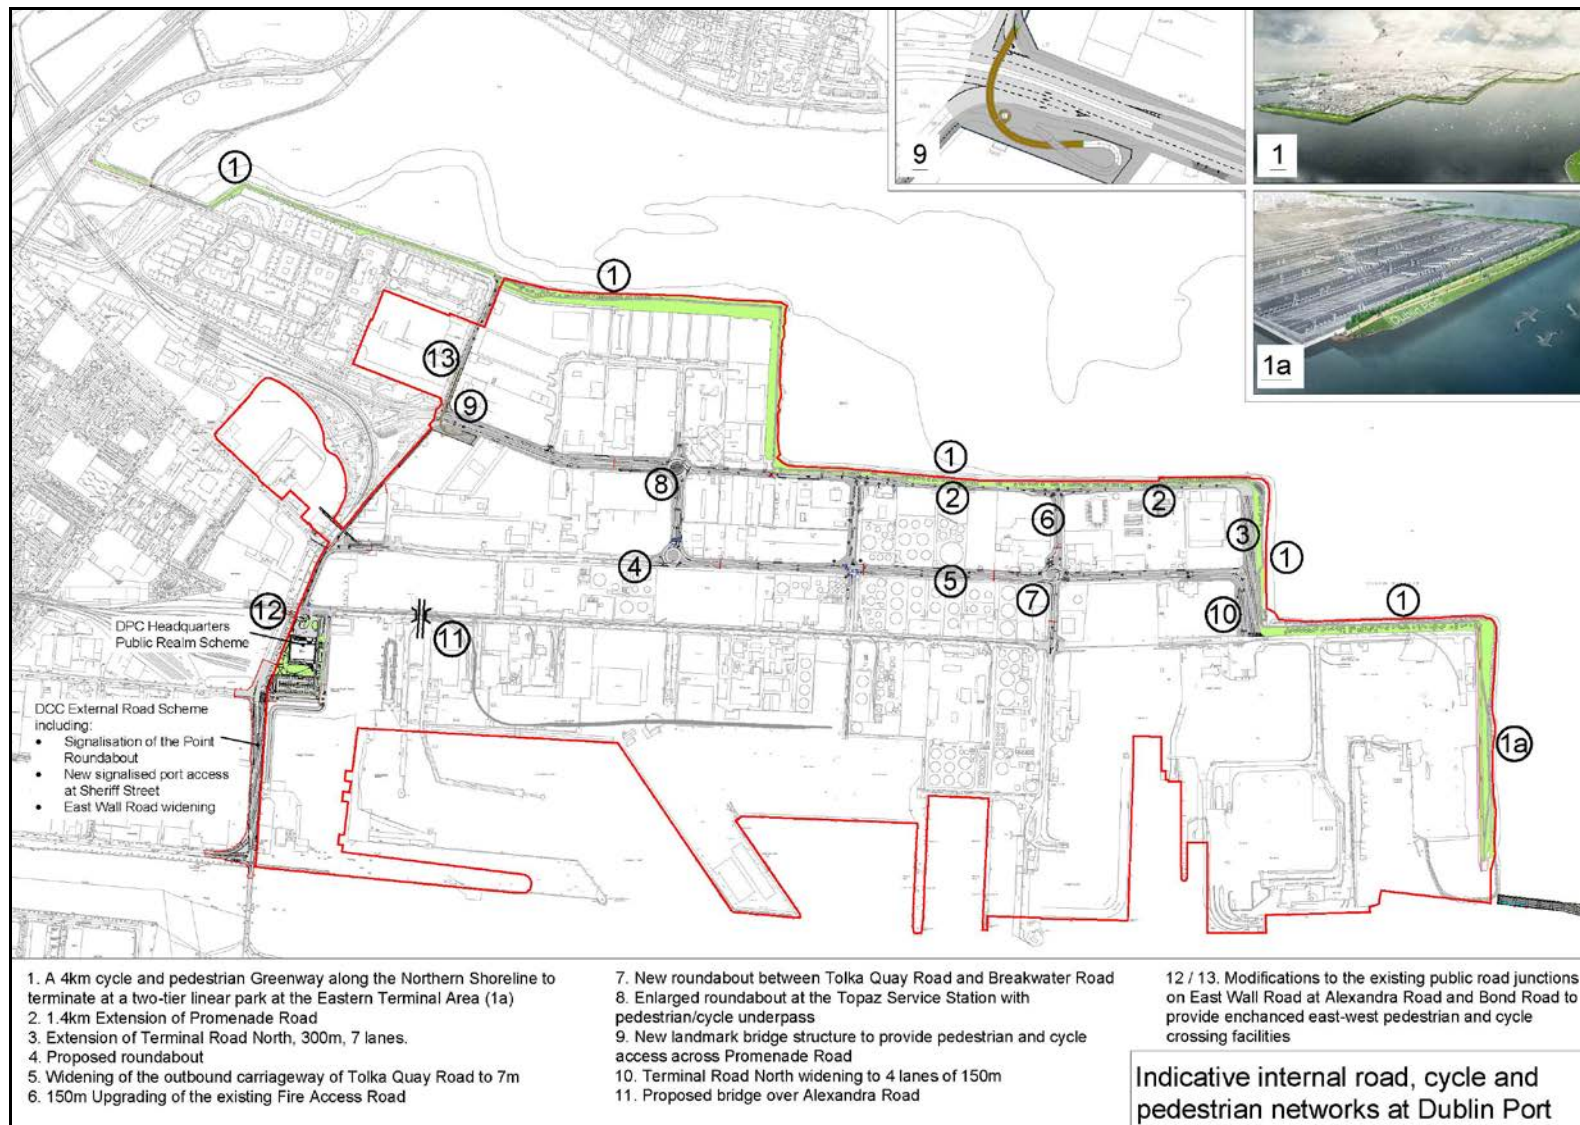 9
1
1a
1
1
13
9
8
1
2
2
6
3
1
4
5
7
10
1
12
11
1a
DPC Headquarters
Public Realm Scheme
DCC External Road Scheme
including:
• Signalisation of the Point
Roundabout
• New signalised port access
at Sheriff Street
• East Wall Road widening
Dublin Port
1. A 4km cycle and pedestrian Greenway along the Northern Shoreline to
terminate at a two-tier linear park at the Eastern Terminal Area (1a)
2. 1.4km Extension of Promenade Road
3. Extension of Terminal Road North, 300m, 7 lanes.
4. Proposed roundabout
5. Widening of the outbound carriageway of Tolka Quay Road to 7m
6. 150m Upgrading of the existing Fire Access Road
7. New roundabout between Tolka Quay Road and Breakwater Road
8. Enlarged roundabout at the Topaz Service Station with
pedestrian/cycle underpass
9. New landmark bridge structure to provide pedestrian and cycle
access across Promenade Road
10. Terminal Road North widening to 4 lanes of 150m
11. Proposed bridge over Alexandra Road
12 / 13. Modifications to the existing public road junctions
on East Wall Road at Alexandra Road and Bond Road to
provide enchanced east-west pedestrian and cycle
crossing facilities
Indicative internal road, cycle and
pedestrian networks at Dublin Port